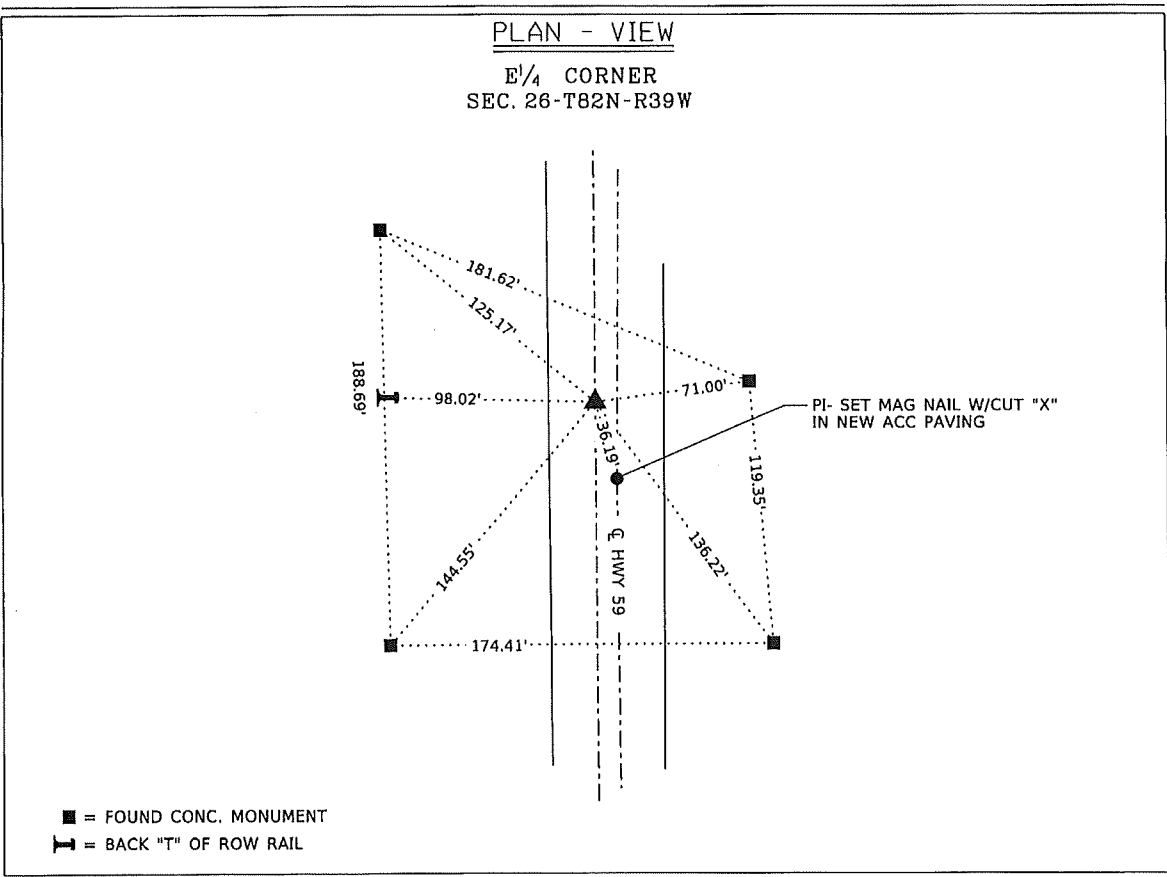 PLAN - VIEW
E1/4 CORNER
SEC. 26-T82N-R39W
181.62'
125.17'
188.69'
98.02'
71.00'
36.19'
PI- SET MAG NAIL W/CUT "X"
IN NEW ACC PAVING
119.35'
144.55'
136.22'
℄ HWY 59
174.41'
= FOUND CONC. MONUMENT
= BACK "T" OF ROW RAIL